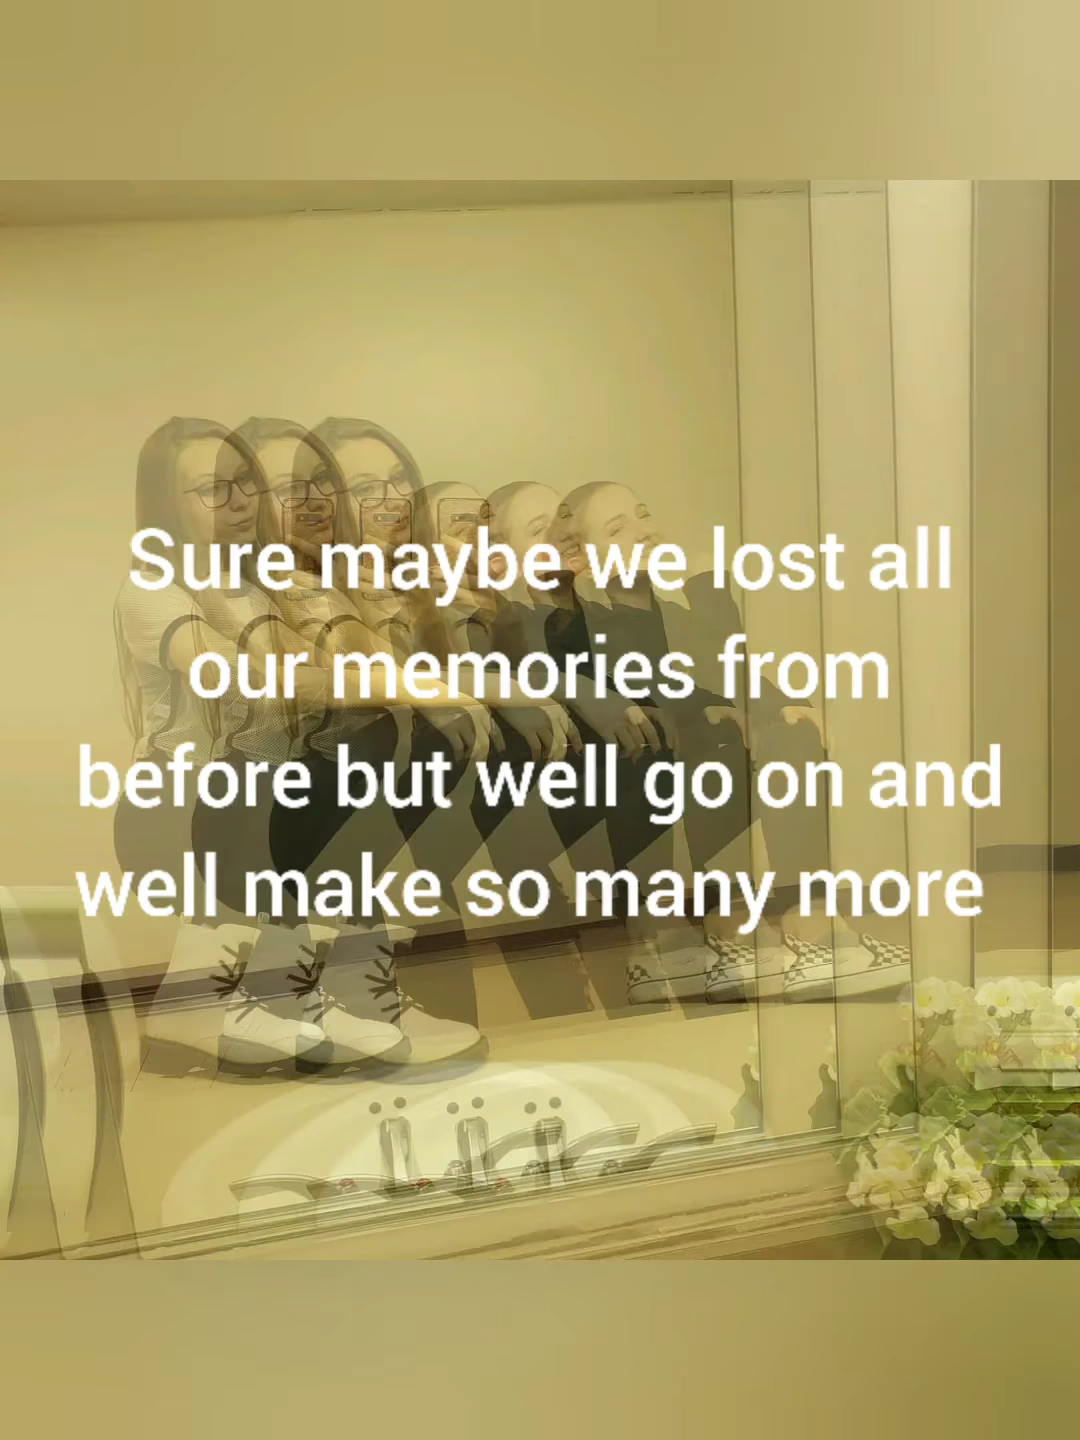 Sure maybe we lost all
our memories from
before but well go on and
well make so many more